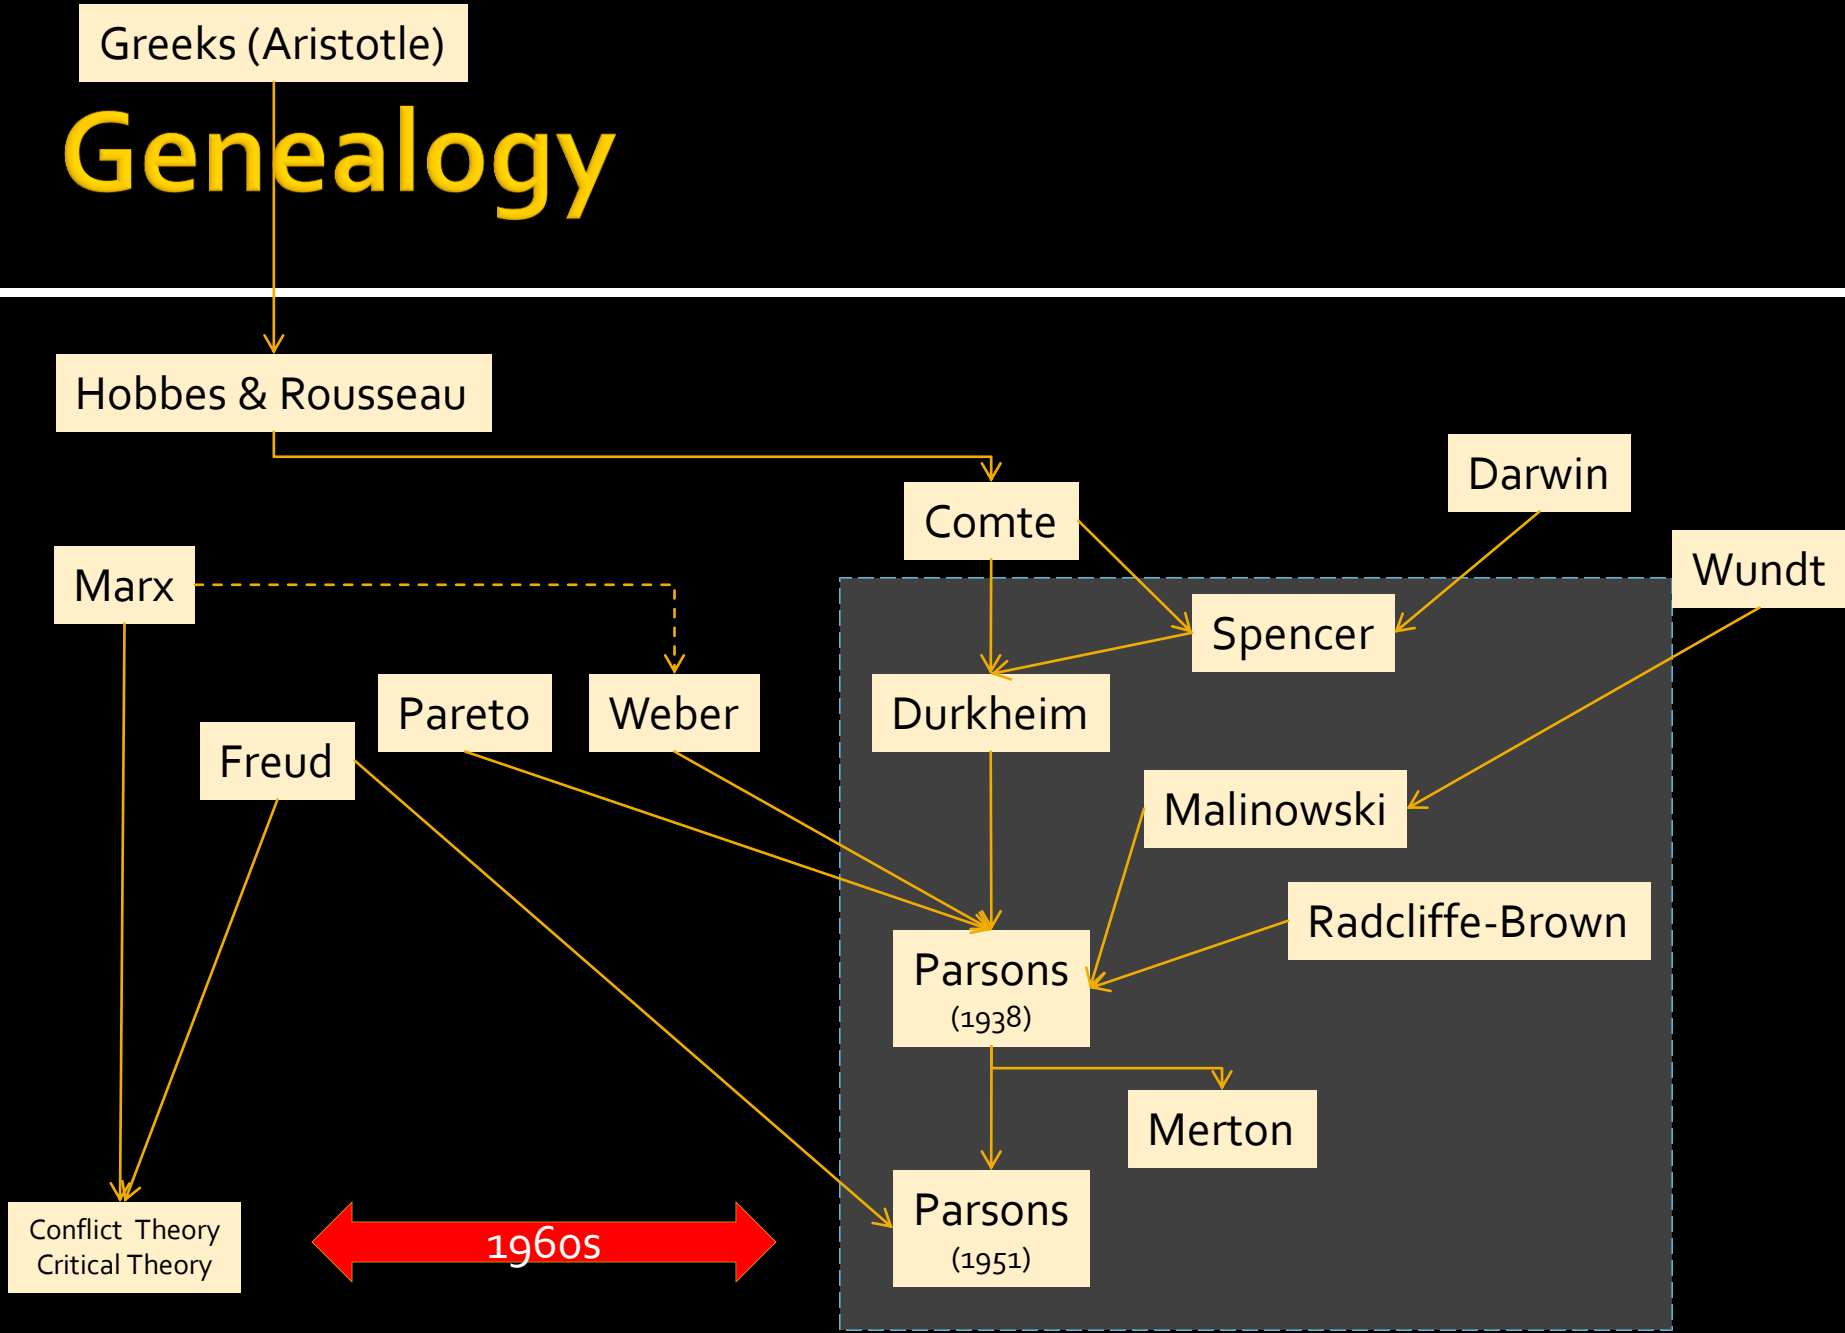 Greeks (Aristotle)
Genealogy
Hobbes & Rousseau
Darwin
Comte
Wundt
Marx
Spencer
Pareto
Weber
Durkheim
Freud
Malinowski
Radcliffe-Brown
Parsons
(1938)
Merton
Parsons
(1951)
Conflict Theory
Critical Theory
1960s